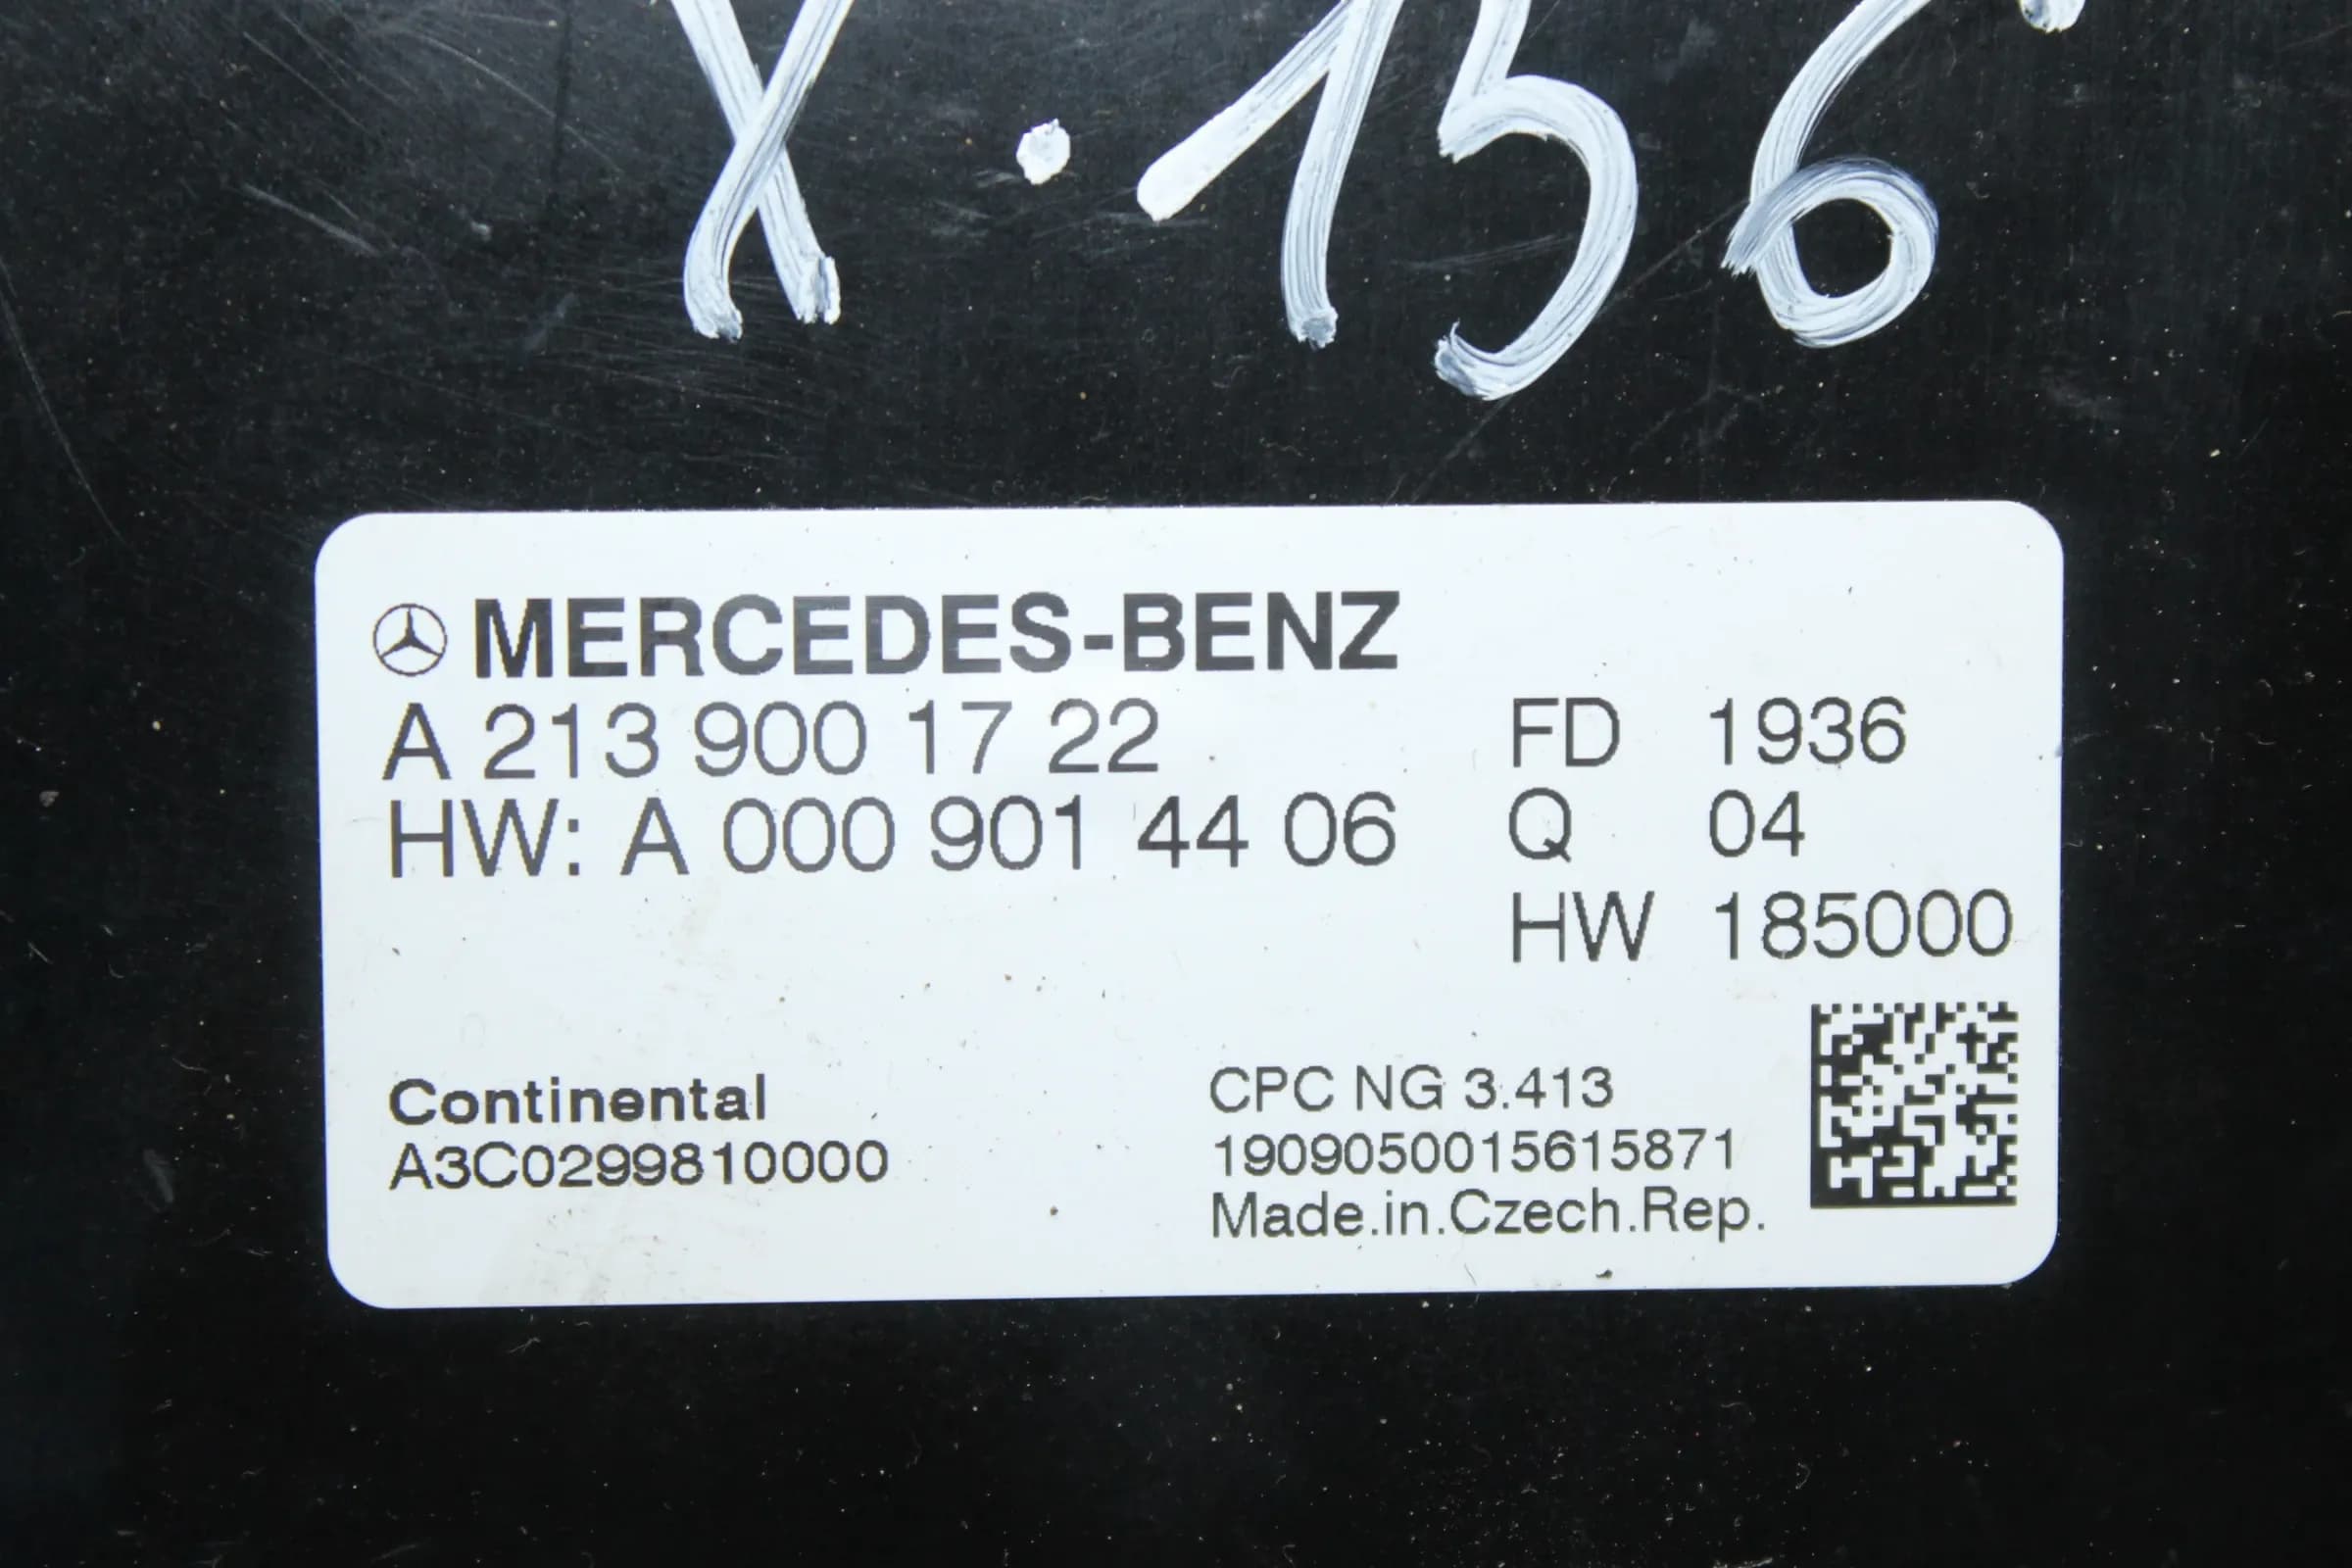 X . 156
MERCEDES-BENZ
A 213 900 17 22
HW: A 000 901 44 06
FD 1936
Q 04
HW 185000
Continental
A3C0299810000
CPC NG 3.413
1909050015615871
Made.in.Czech.Rep.